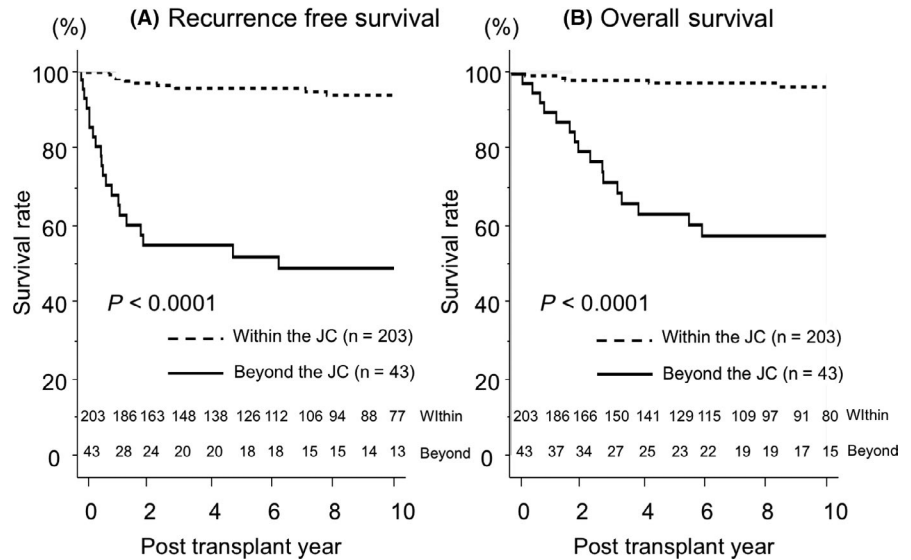 (A) Recurrence free survival
(%)
100
80
60
40
20
0
Survival rate
P < 0.0001
Within the JC (n = 203)
Beyond the JC (n = 43)
203 186 163 148 138 126 112 106 94 88 77 WIthin
43 28 24 20 20 18 18 15 15 14 13 Beyond
0 2 4 6 8 10
Post transplant year
(B) Overall survival
(%)
100
80
60
40
20
0
Survival rate
P < 0.0001
Within the JC (n = 203)
Beyond the JC (n = 43)
203 186 166 150 141 129 115 109 97 91 80 WIthin
43 37 34 27 25 23 22 19 19 17 15 Beyond
0 2 4 6 8 10
Post transplant year